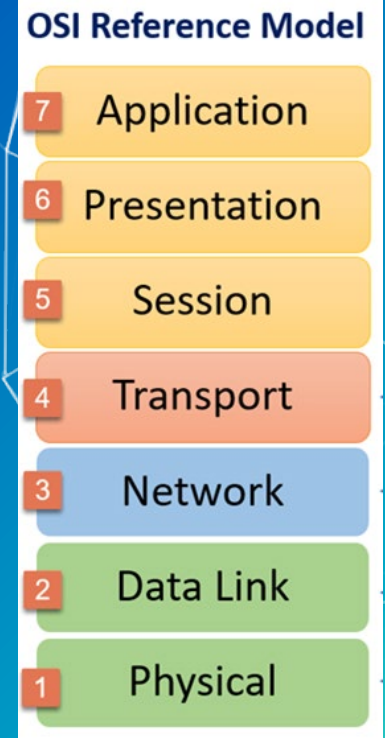 OSI Reference Model
7 Application
6 Presentation
5 Session
4 Transport
3 Network
2 Data Link
1 Physical